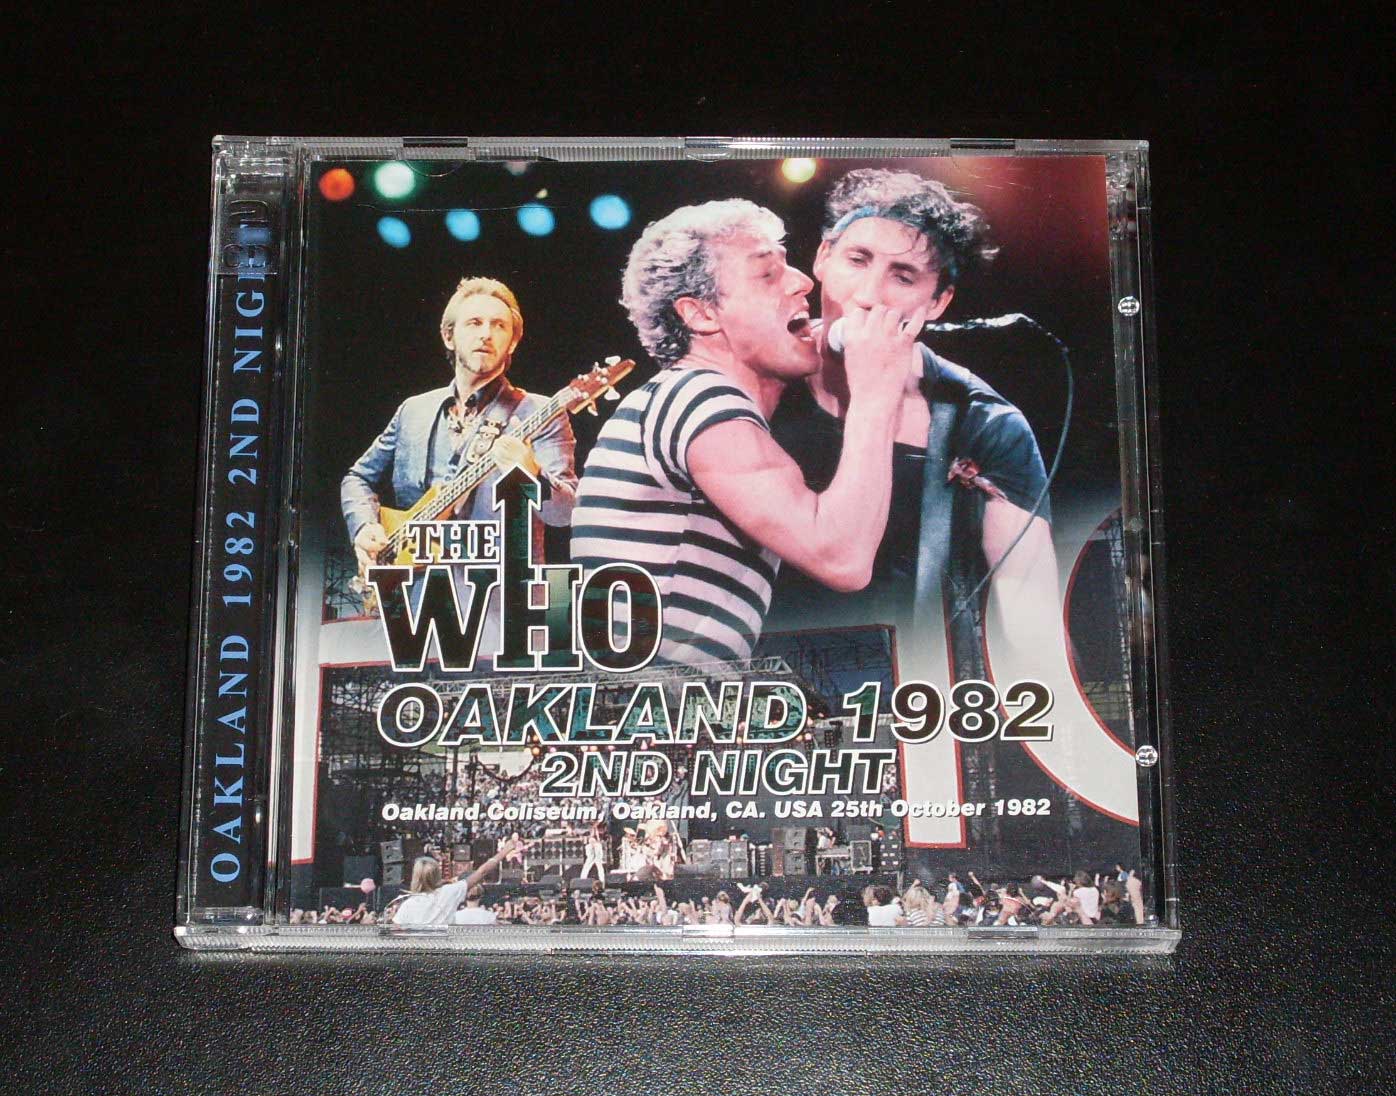 THE
WHO
OAKLAND 1982
2ND NIGHT
Oakland Coliseum, Oakland, CA. USA 25th October 1982
OAKLAND 1982 2ND NIGHT